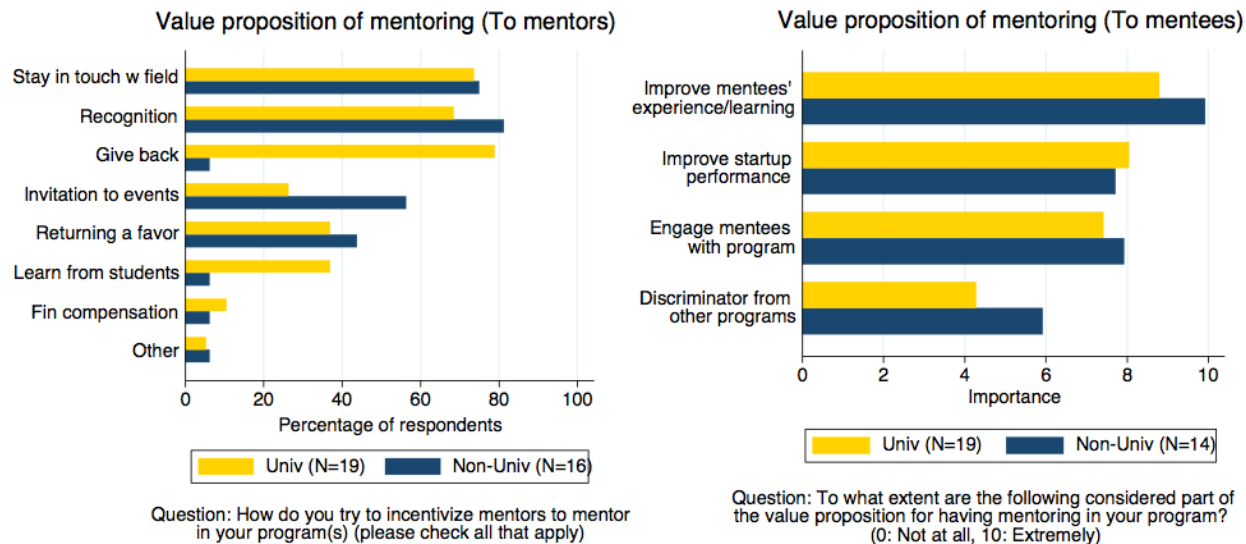 Value proposition of mentoring (To mentors)
Stay in touch w field
Recognition
Give back
Invitation to events
Returning a favor
Learn from students
Fin compensation
Other
0 20 40 60 80 100
Percentage of respondents
Univ (N=19) Non-Univ (N=16)
Question: How do you try to incentivize mentors to mentor
in your program(s) (please check all that apply)
Value proposition of mentoring (To mentees)
Improve mentees'
experience/learning
Improve startup
performance
Engage mentees
with program
Discriminator from
other programs
0 2 4 6 8 10
Importance
Univ (N=19) Non-Univ (N=14)
Question: To what extent are the following considered part of
the value proposition for having mentoring in your program?
(0: Not at all, 10: Extremely)